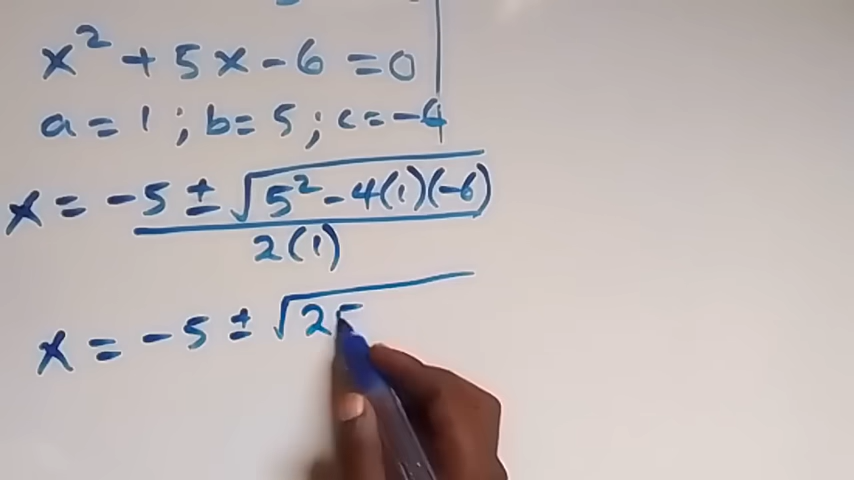 x² + 5x - 6 = 0
a = 1 ; b = 5 ; c = -6
x = -5 ± √(5² - 4(1)(-6)) / 2(1)
x = -5 ± √25